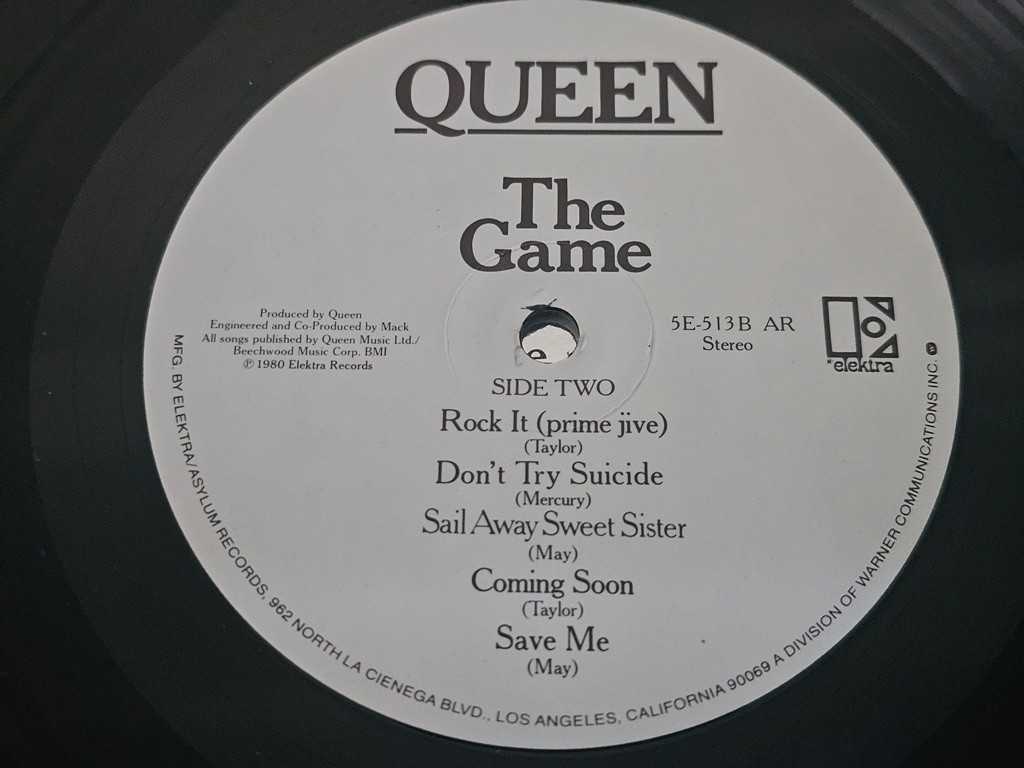 QUEEN
The
Game
Produced by Queen
Engineered and Co-Produced by Mack
All songs published by Queen Music Ltd./
Beechwood Music Corp. BMI
℗ 1980 Elektra Records
5E-513B AR
Stereo
elektra
SIDE TWO
Rock It (prime jive)
(Taylor)
Don't Try Suicide
(Mercury)
Sail Away Sweet Sister
(May)
Coming Soon
(Taylor)
Save Me
(May)
MFG. BY ELEKTRA/ASYLUM RECORDS, 962 NORTH LA CIENEGA BLVD., LOS ANGELES, CALIFORNIA 90069 A DIVISION OF WARNER COMMUNICATIONS INC.